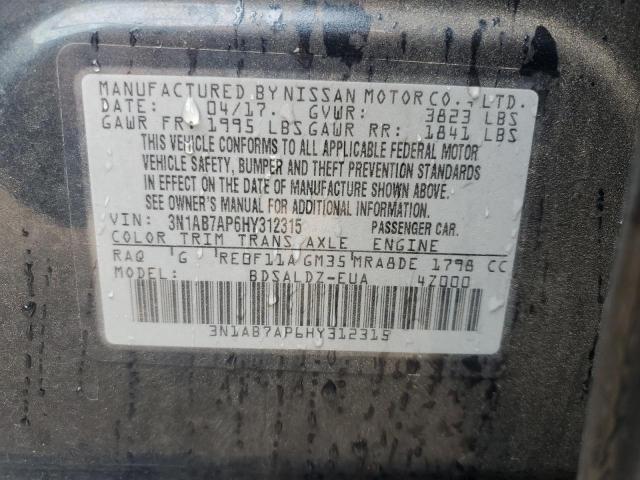 MANUFACTURED BY NISSAN MOTOR CO., LTD.
DATE: 04/17. GVWR: 3823 LBS
GAWR FR: 1995 LBS GAWR RR: 1841 LBS
THIS VEHICLE CONFORMS TO ALL APPLICABLE FEDERAL MOTOR
VEHICLE SAFETY, BUMPER AND THEFT PREVENTION STANDARDS
IN EFFECT ON THE DATE OF MANUFACTURE SHOWN ABOVE.
SEE OWNER'S MANUAL FOR ADDITIONAL INFORMATION.
VIN: 3N1AB7AP6HY312315 PASSENGER CAR.
COLOR TRIM TRANS AXLE, ENGINE
RAQ G RE0F11A GM35 MRA8DE 1798 CC
MODEL: BDSALDZ-EUA 4Z000
3N1AB7AP6HY312315